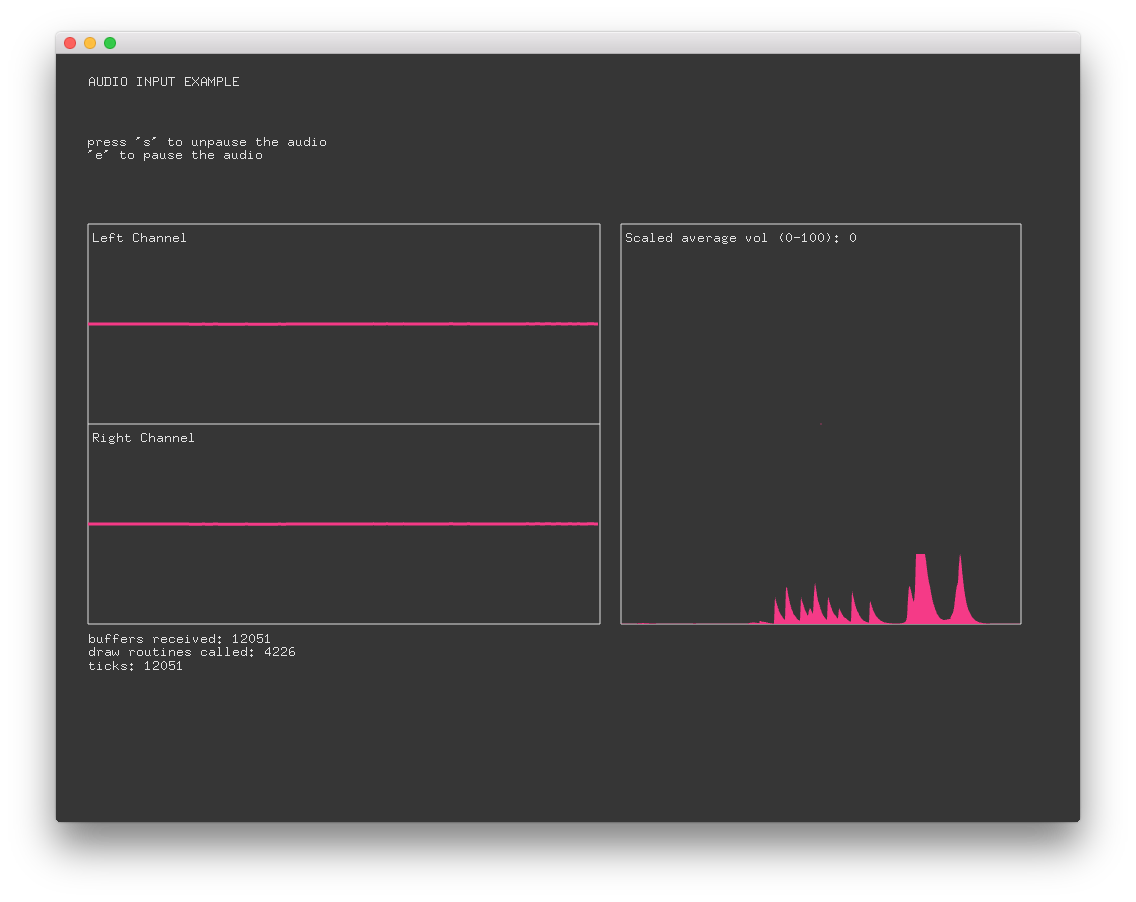 AUDIO INPUT EXAMPLE
press 's' to unpause the audio
'e' to pause the audio
Left Channel
Scaled average vol (0-100): 0
Right Channel
buffers received: 12051
draw routines called: 4226
ticks: 12051